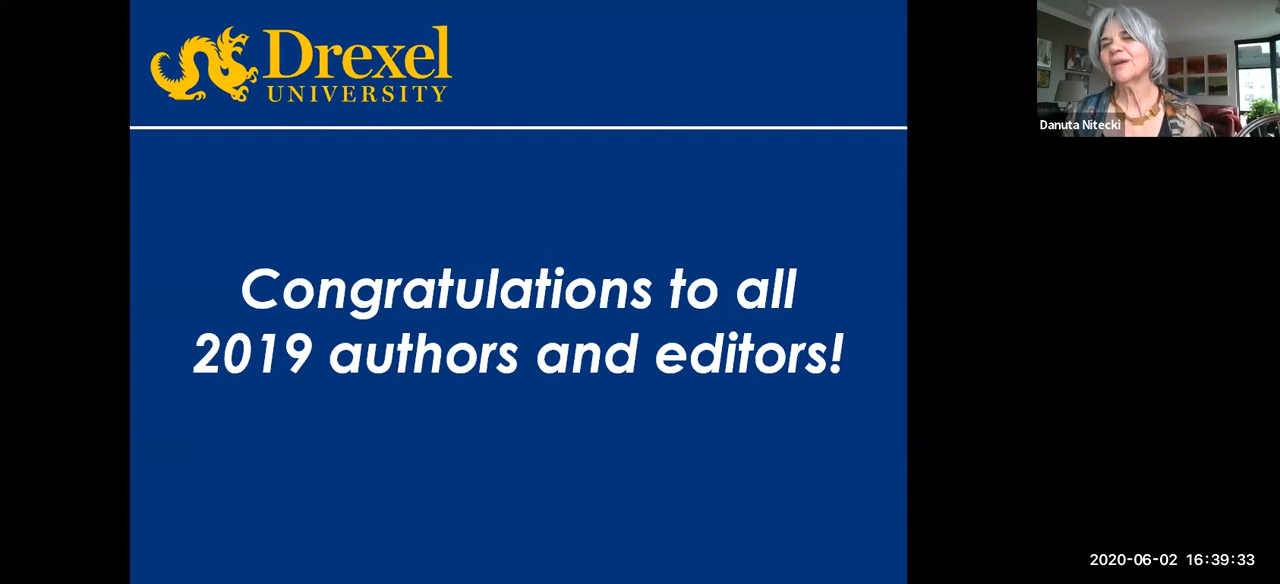 Drexel
UNIVERSITY
Danuta Nitecki
Congratulations to all
2019 authors and editors!
2020-06-02 16:39:33